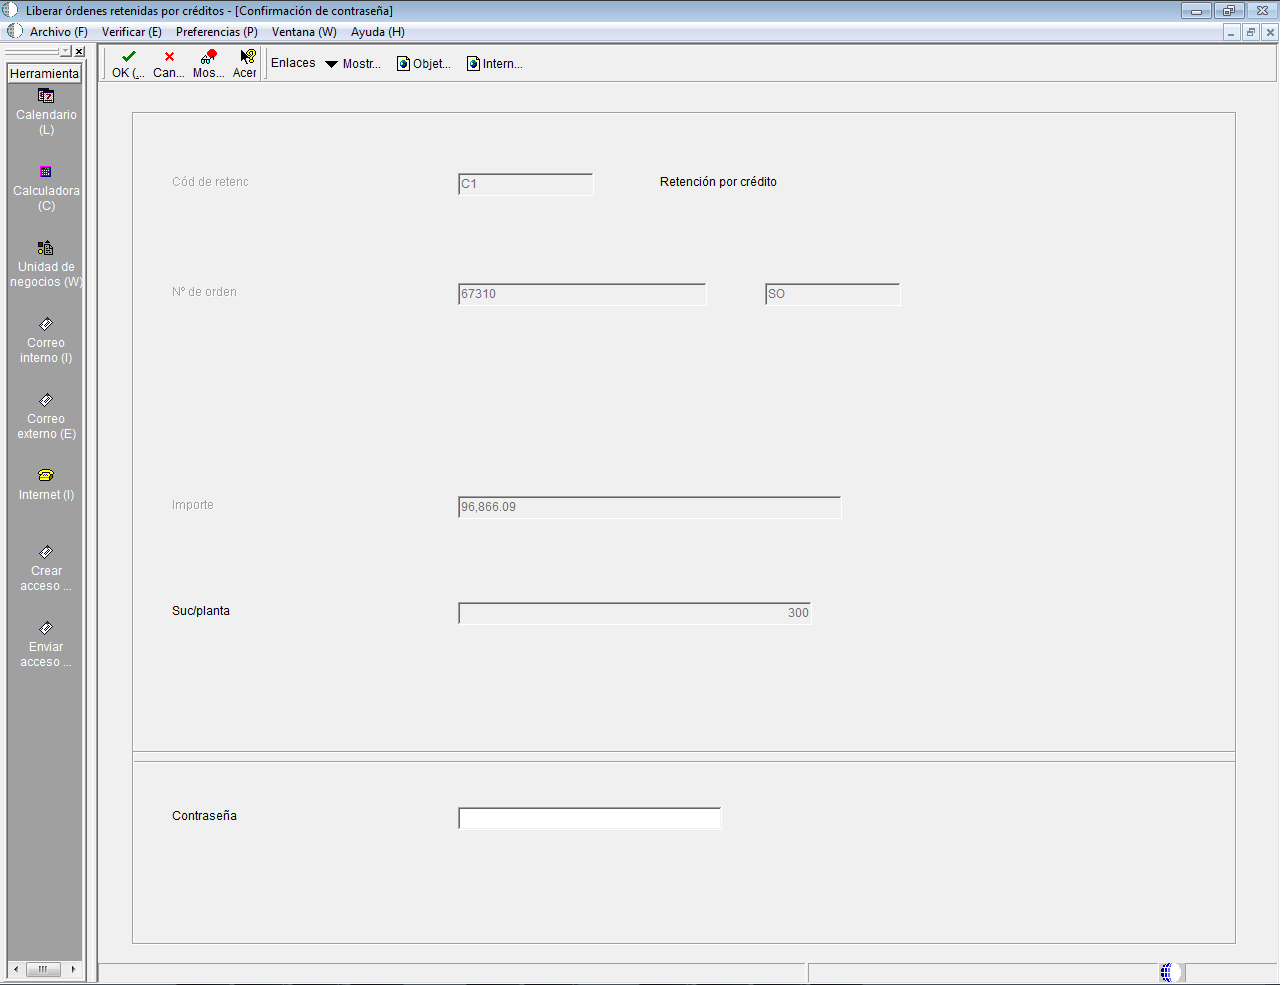 Liberar órdenes retenidas por créditos - [Confirmación de contraseña]
Archivo (F) Verificar (E) Preferencias (P) Ventana (W) Ayuda (H)
Herramienta
OK (... Can... Mos... Acer Enlaces Mostr... Objet... Intern...
Calendario
(L)
Calculadora
(C)
Unidad de
negocios (W)
Correo
interno (I)
Correo
externo (E)
Internet (I)
Crear
acceso ...
Enviar
acceso ...
Cód de retenc C1 Retención por crédito
Nº de orden 67310 SO
Importe 96,866.09
Suc/planta 300
Contraseña